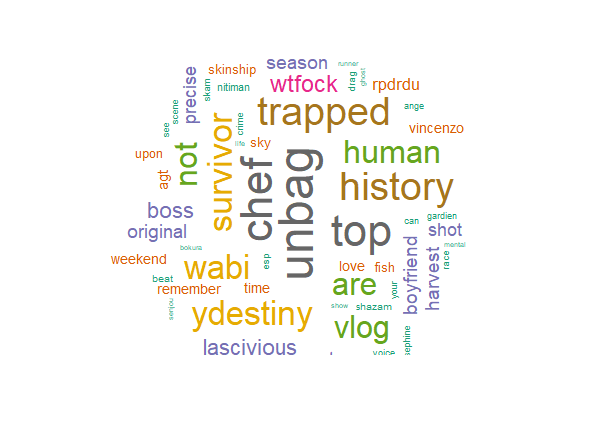 runner
season
skinship
wtfock
drag
ghost
rpdrdu
nitiman
skam
precise
trapped
ange
scene
see
crime
vincenzo
survivor
not
sky
life
human
upon
agt
chef
unbag
history
boss
original
top
can
gardien
shot
mental
race
bokura
weekend
wabi
esp
love
fish
boyfriend
harvest
beat
remember
time
are
your
senjou
ydestiny
show
shazam
vlog
lascivious
voice